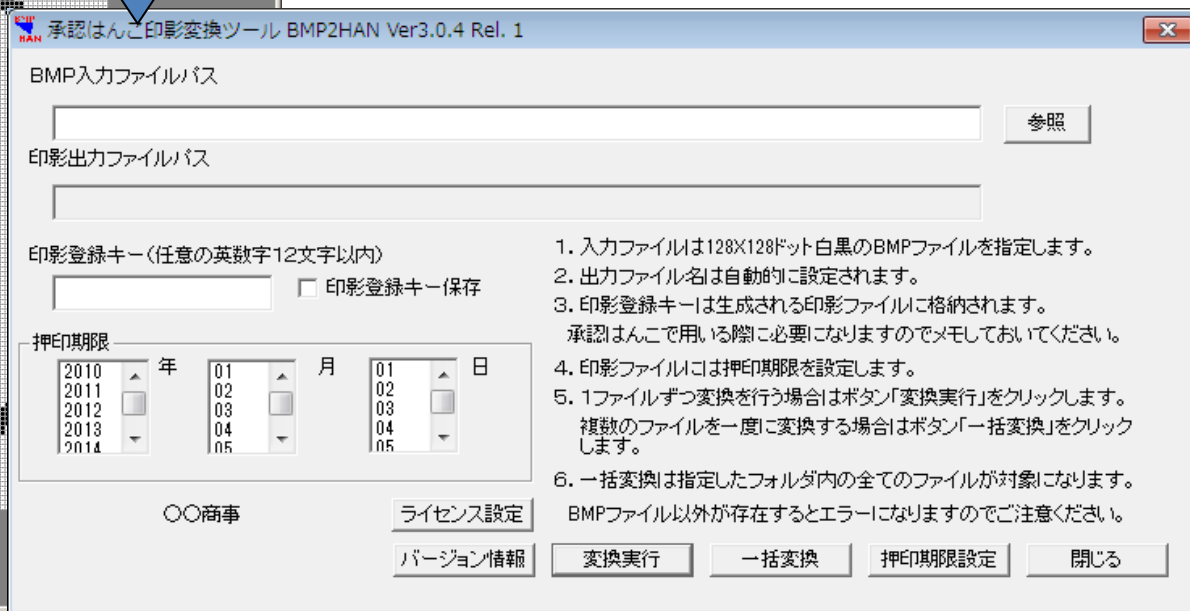 BMP HAN 承認はんこ印影変換ツール BMP2HAN Ver3.0.4 Rel. 1
BMP入力ファイルパス
参照
印影出力ファイルパス
印影登録キー(任意の英数字12文字以内)
印影登録キー保存
押印期限
2010
2011
2012
2013
2014
年
01
02
03
04
05
月
01
02
03
04
05
日
1. 入力ファイルは128X128ドット白黒のBMPファイルを指定します。
2. 出力ファイル名は自動的に設定されます。
3. 印影登録キーは生成される印影ファイルに格納されます。
承認はんこで用いる際に必要になりますのでメモしておいてください。
4. 印影ファイルには押印期限を設定します。
5. 1ファイルずつ変換を行う場合はボタン「変換実行」をクリックします。
複数のファイルを一度に変換する場合はボタン「一括変換」をクリック
します。
6. 一括変換は指定したフォルダ内の全てのファイルが対象になります。
BMPファイル以外が存在するとエラーになりますのでご注意ください。
〇〇商事
ライセンス設定
バージョン情報
変換実行
一括変換
押印期限設定
閉じる